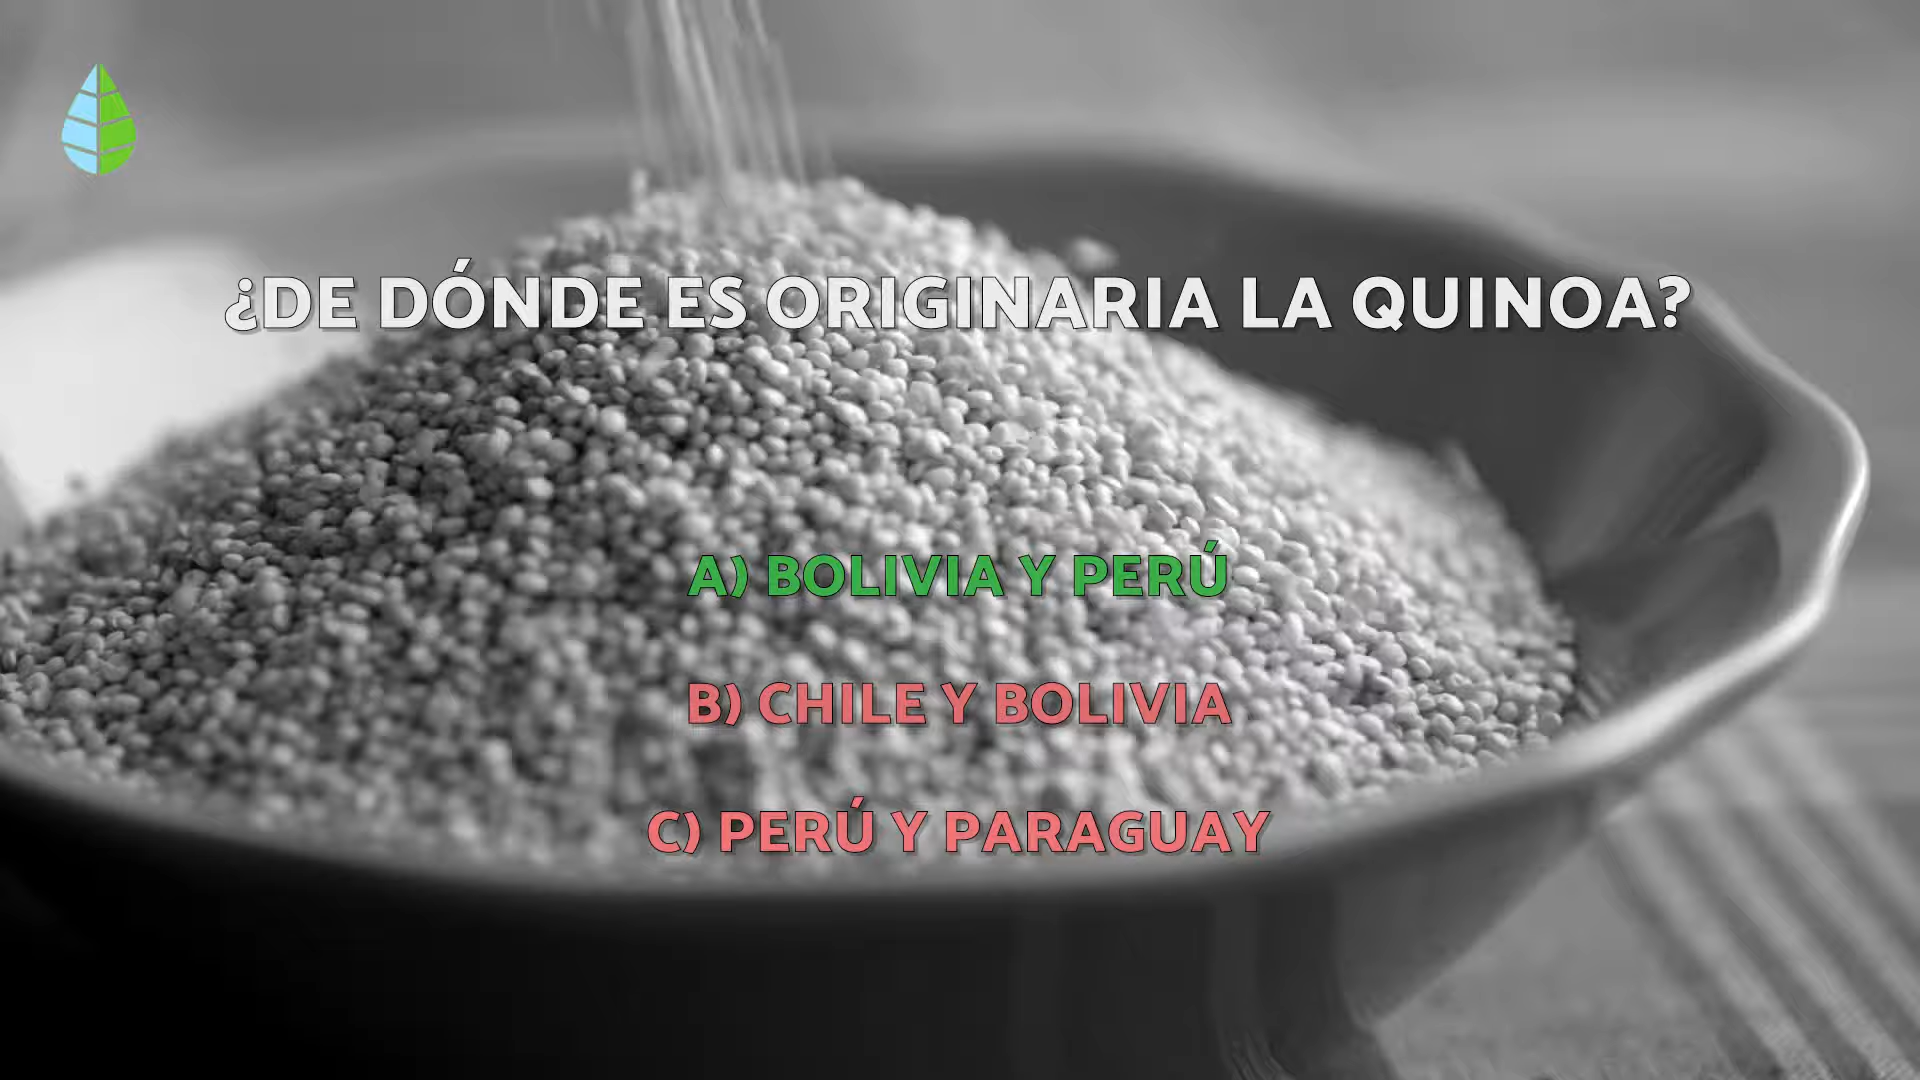 ¿DE DÓNDE ES ORIGINARIA LA QUINOA?
A) BOLIVIA Y PERÚ
B) CHILE Y BOLIVIA
C) PERÚ Y PARAGUAY